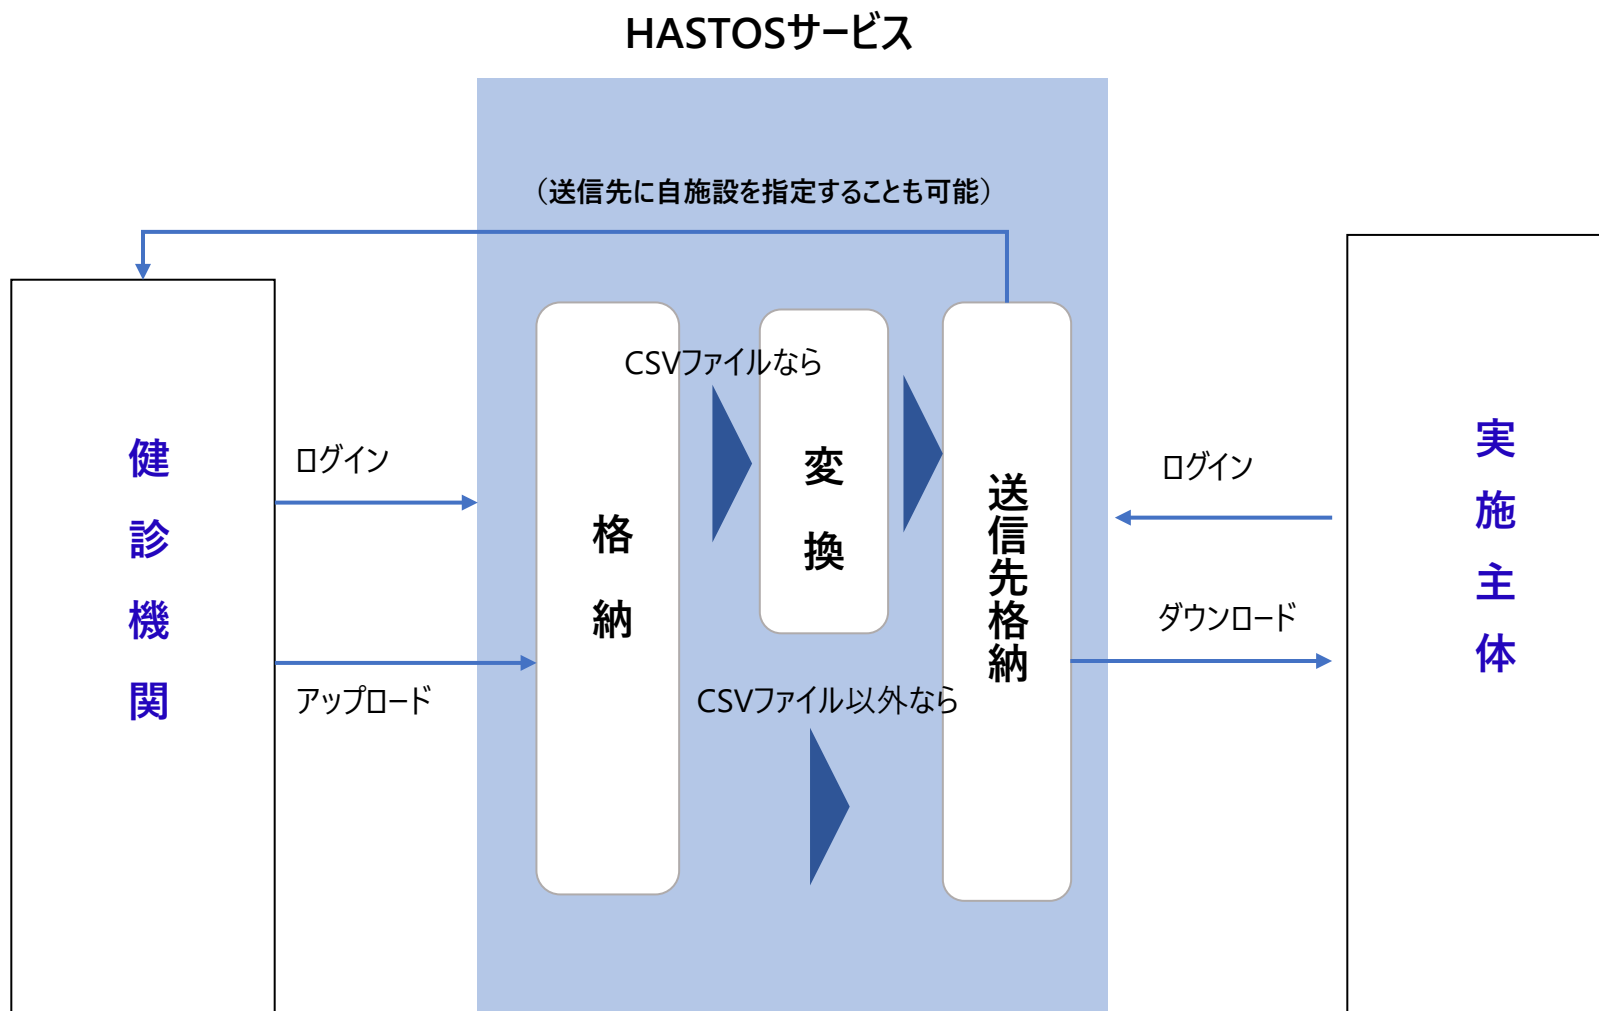 HASTOSサービス
（送信先に自施設を指定することも可能）
健診機関
ログイン
アップロード
格納
CSVファイルなら
変換
CSVファイル以外なら
送信先格納
ログイン
ダウンロード
実施主体